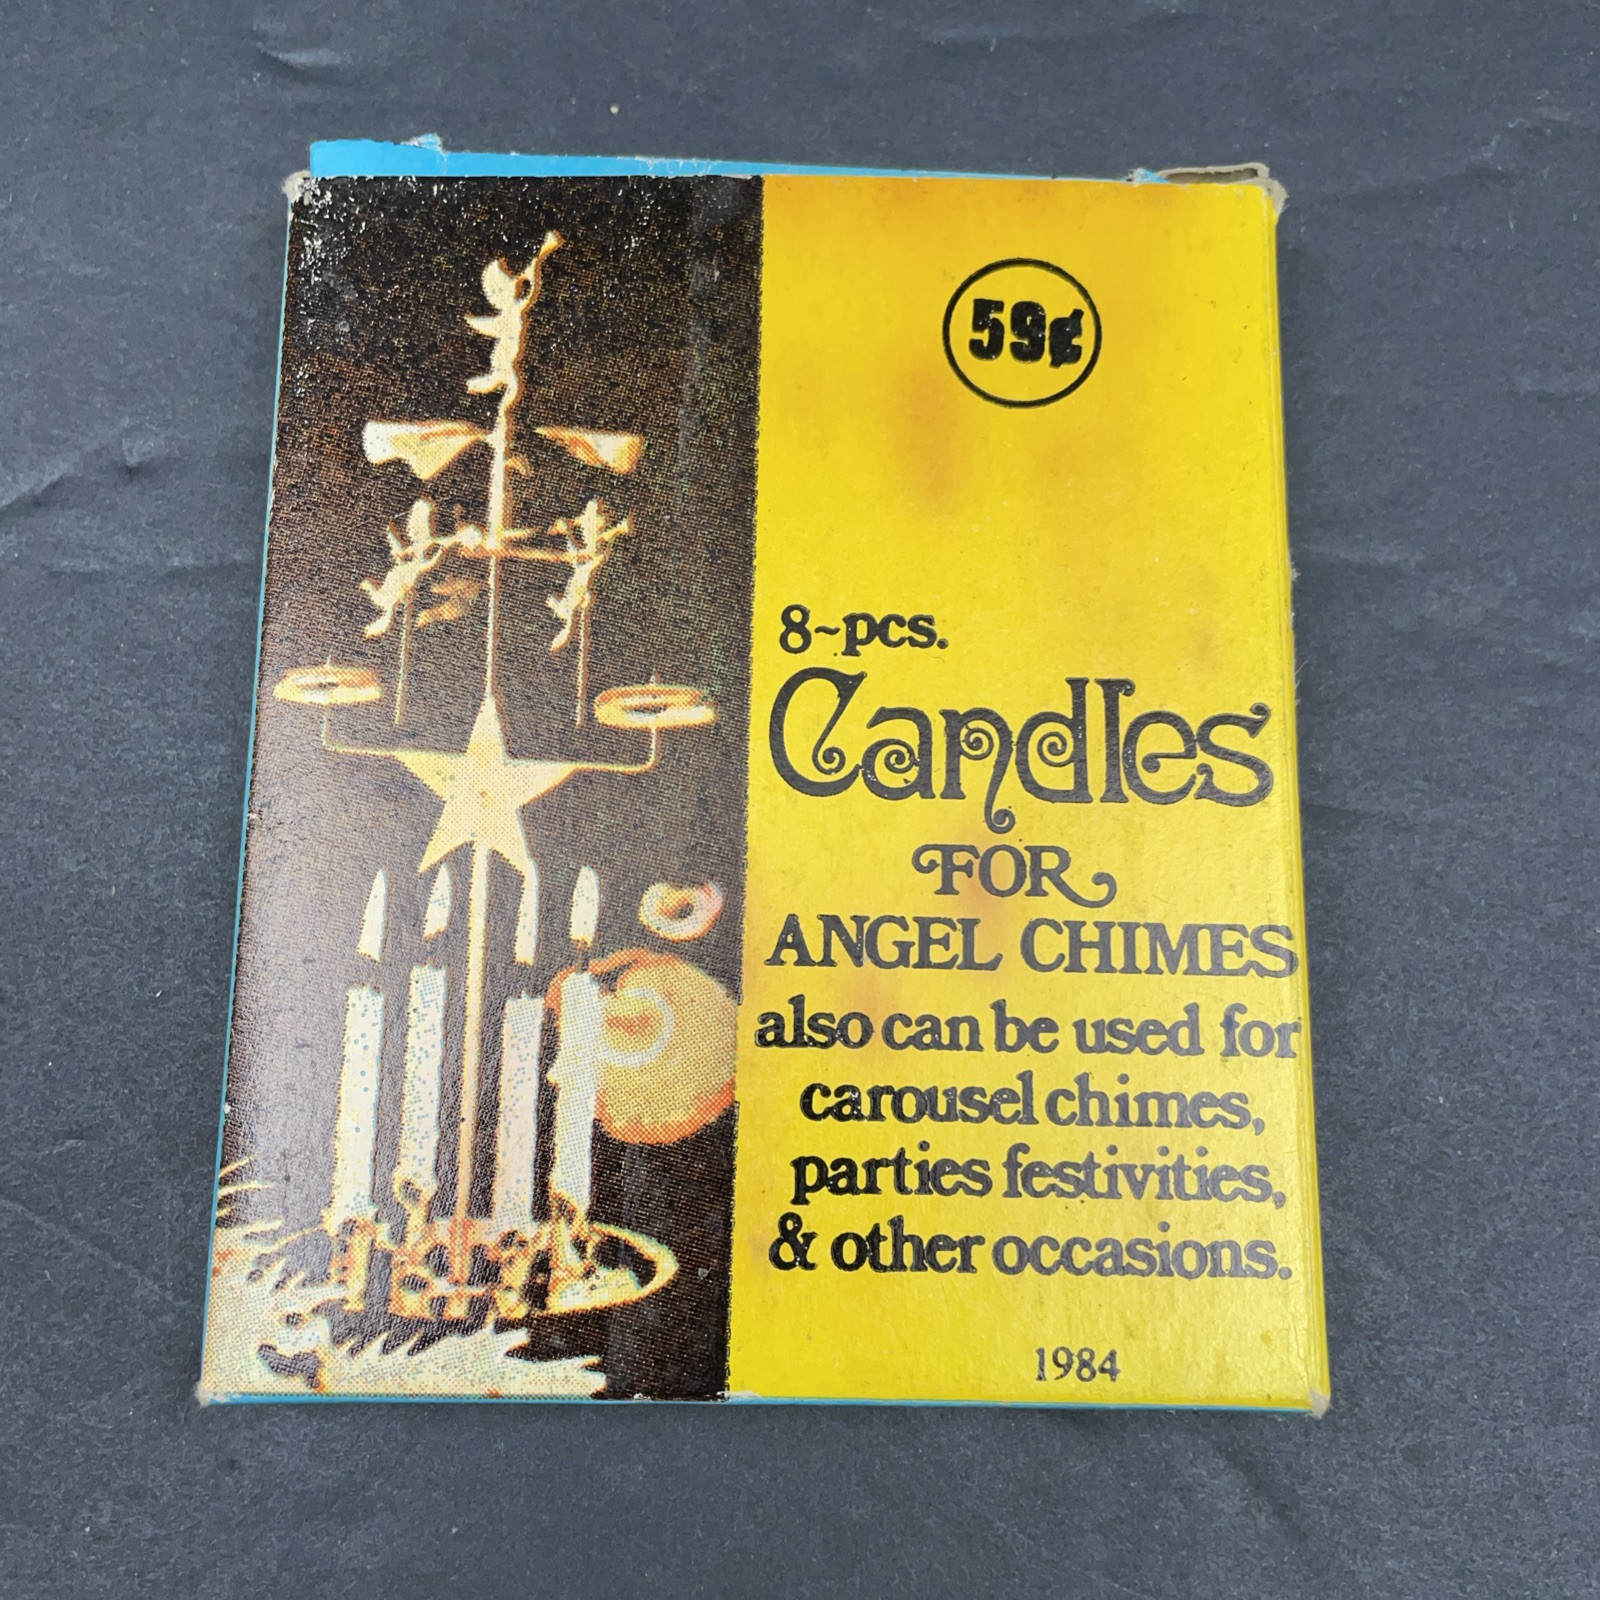 59¢
8~pcs.
Candles
FOR
ANGEL CHIMES
also can be used for
carousel chimes,
parties festivities,
& other occasions.
1984